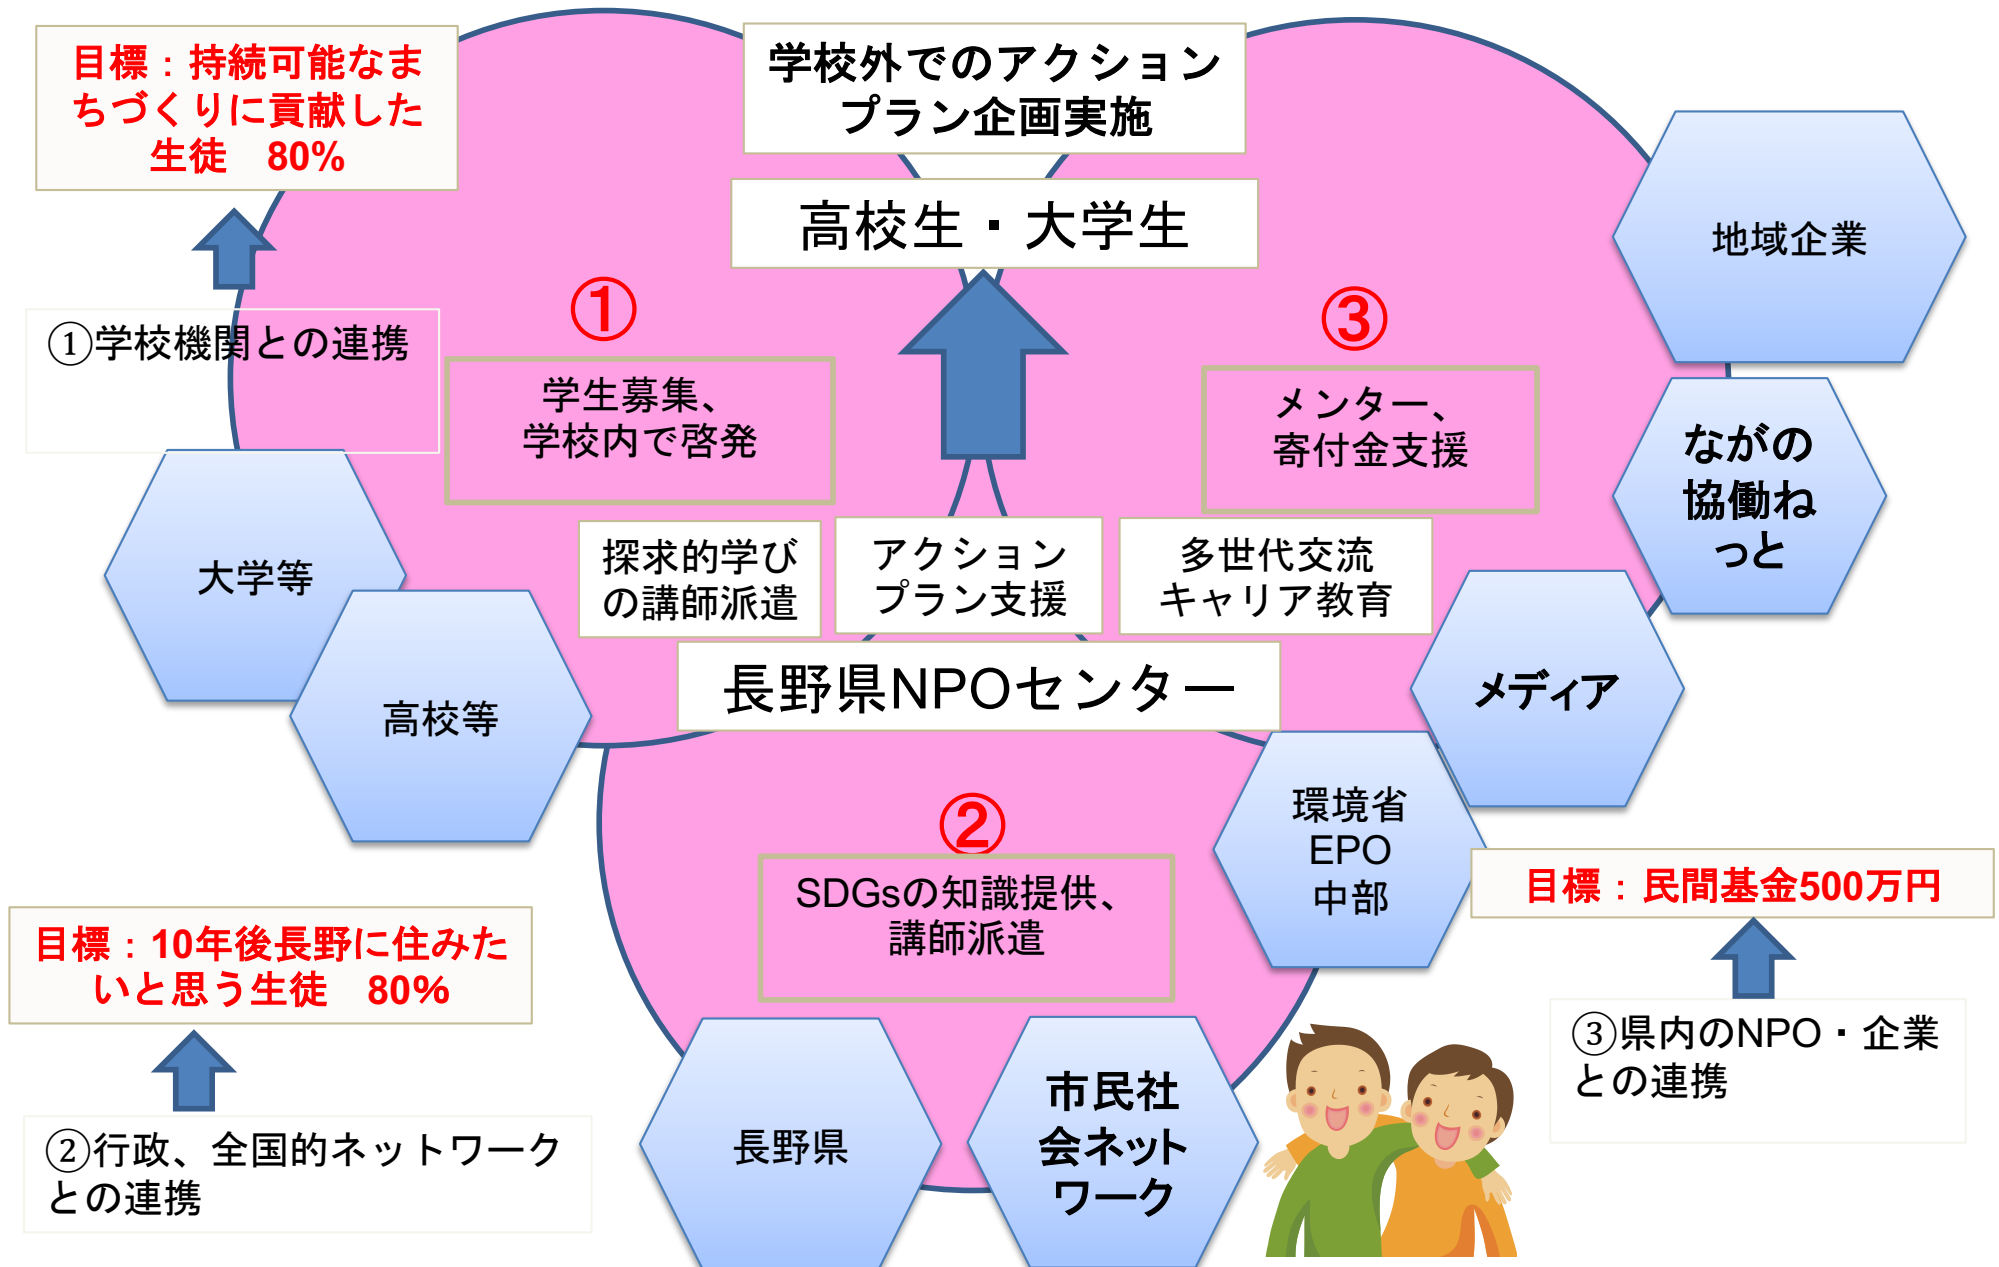 目標：持続可能なま
ちづくりに貢献した
生徒　80%
学校外でのアクション
プラン企画実施
高校生・大学生
地域企業
①学校機関との連携
①
学生募集、
学校内で啓発
③
メンター、
寄付金支援
ながの
協働ね
っと
大学等
高校等
探求的学び
の講師派遣
アクション
プラン支援
多世代交流
キャリア教育
長野県NPOセンター
メディア
環境省
EPO
中部
②
SDGsの知識提供、
講師派遣
目標：民間基金500万円
目標：10年後長野に住みた
いと思う生徒　80%
③県内のNPO・企業
との連携
②行政、全国的ネットワーク
との連携
長野県
市民社
会ネット
ワーク